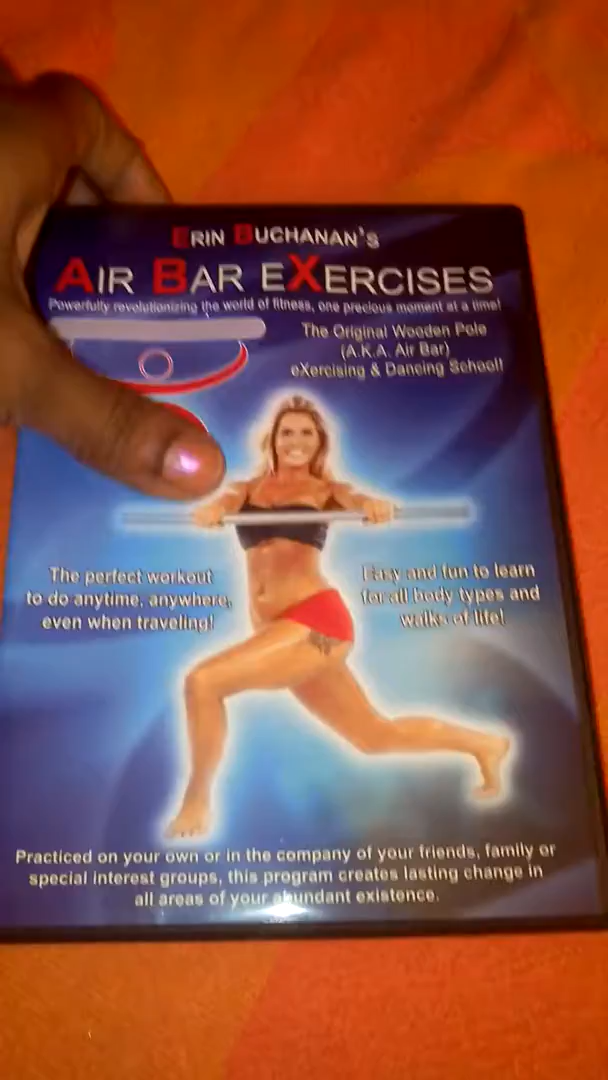 ERIN BUCHANAN'S
AIR BAR EXERCISES
Powerfully revolutionizing the world of fitness, one precious moment at a time!
The Original Wooden Pole
(A.K.A. Air Bar)
eXercising & Dancing School!
The perfect workout
to do anytime, anywhere,
even when traveling!
Easy and fun to learn
for all body types and
walks of life!
Practiced on your own or in the company of your friends, family or
special interest groups, this program creates lasting change in
all areas of your abundant existence.